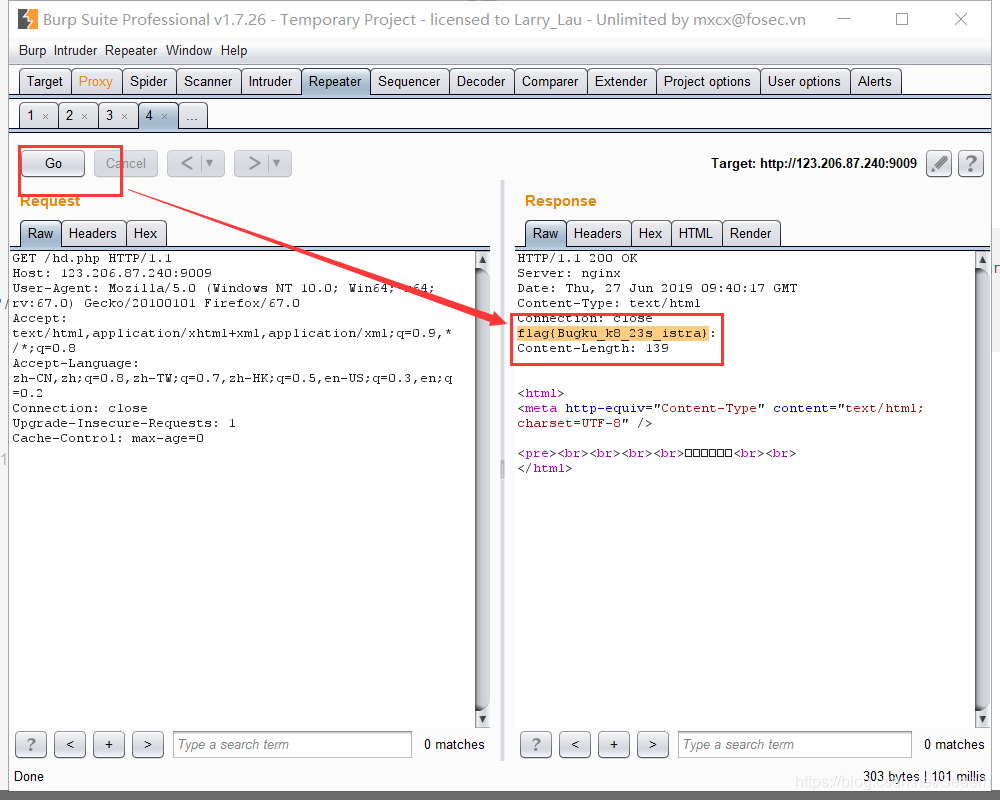 Burp Suite Professional v1.7.26 - Temporary Project - licensed to Larry_Lau - Unlimited by mxcx@fosec.vn
Burp Intruder Repeater Window Help
Target Proxy Spider Scanner Intruder Repeater Sequencer Decoder Comparer Extender Project options User options Alerts
1 × 2 × 3 × 4 × ...
Go Cancel < ▼ > ▼ Target: http://123.206.87.240:9009 ?
Request
Raw Headers Hex
GET /hd.php HTTP/1.1
Host: 123.206.87.240:9009
User-Agent: Mozilla/5.0 (Windows NT 10.0; Win64; x64;
rv:67.0) Gecko/20100101 Firefox/67.0
Accept:
text/html,application/xhtml+xml,application/xml;q=0.9,*
/*;q=0.8
Accept-Language:
zh-CN,zh;q=0.8,zh-TW;q=0.7,zh-HK;q=0.5,en-US;q=0.3,en;q
=0.2
Connection: close
Upgrade-Insecure-Requests: 1
Cache-Control: max-age=0
? < + > Type a search term 0 matches
Done
Response
Raw Headers Hex HTML Render
HTTP/1.1 200 OK
Server: nginx
Date: Thu, 27 Jun 2019 09:40:17 GMT
Content-Type: text/html
Connection: close
flag{Bugku_k8_23s_istra}:
Content-Length: 139
<html>
<meta http-equiv="Content-Type" content="text/html;
charset=UTF-8" />
<pre><br><br><br><br>□□□□□□<br><br>
</html>
? < + > Type a search term 0 matches
303 bytes | 101 millis